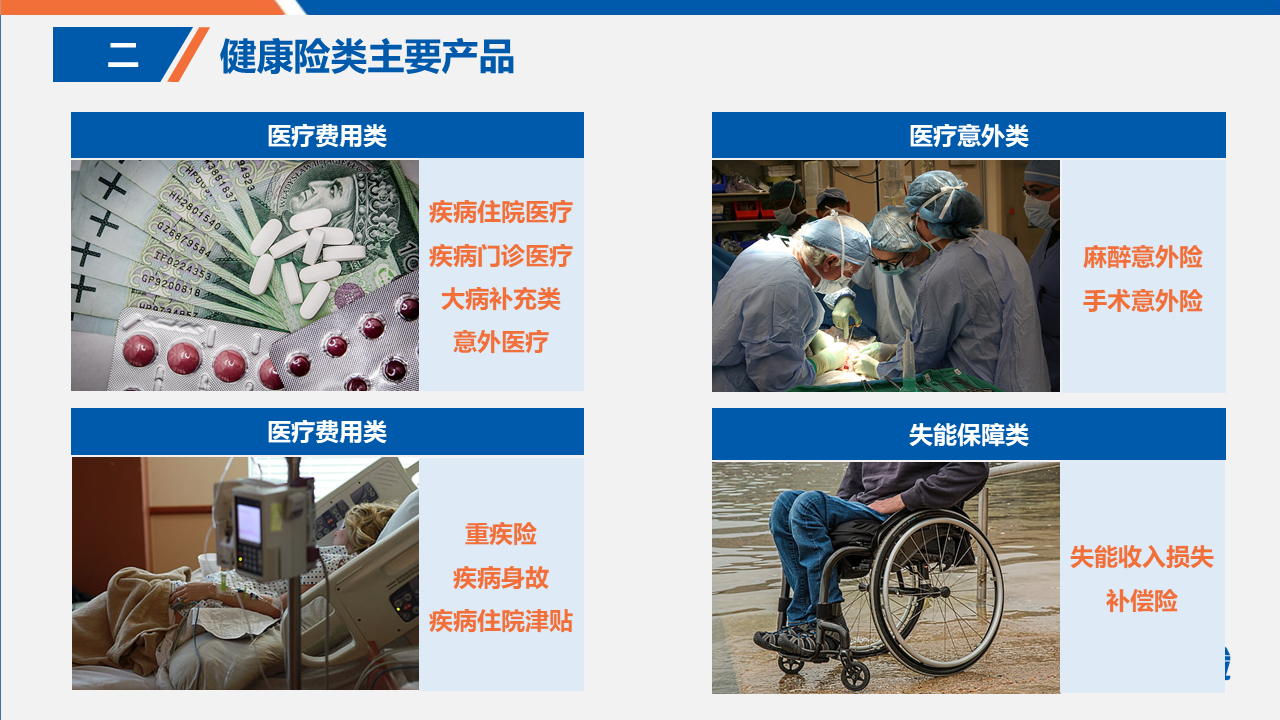 二
健康险类主要产品
医疗费用类
疾病住院医疗
疾病门诊医疗
大病补充类
意外医疗
医疗意外类
麻醉意外险
手术意外险
医疗费用类
重疾险
疾病身故
疾病住院津贴
失能保障类
失能收入损失
补偿险
HH2801540
GZ6879584
IF0224353
GP9200818